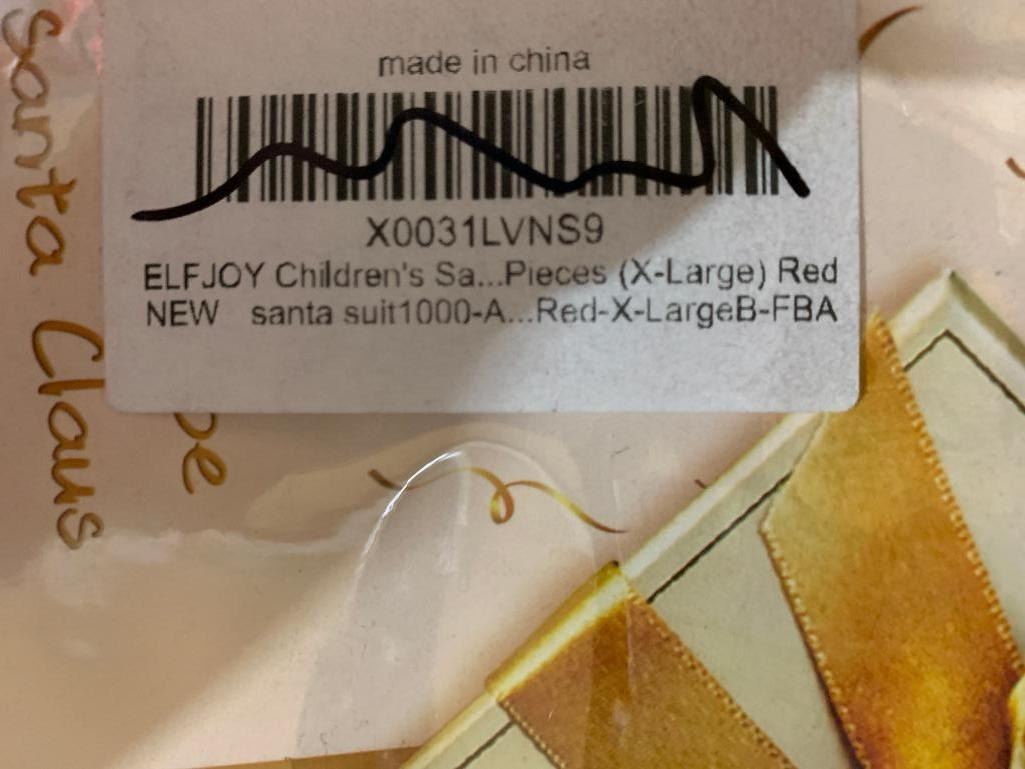 made in china
X0031LVNS9
ELFJOY Children's Sa...Pieces (X-Large) Red
NEW santa suit1000-A...Red-X-LargeB-FBA
santa Claus